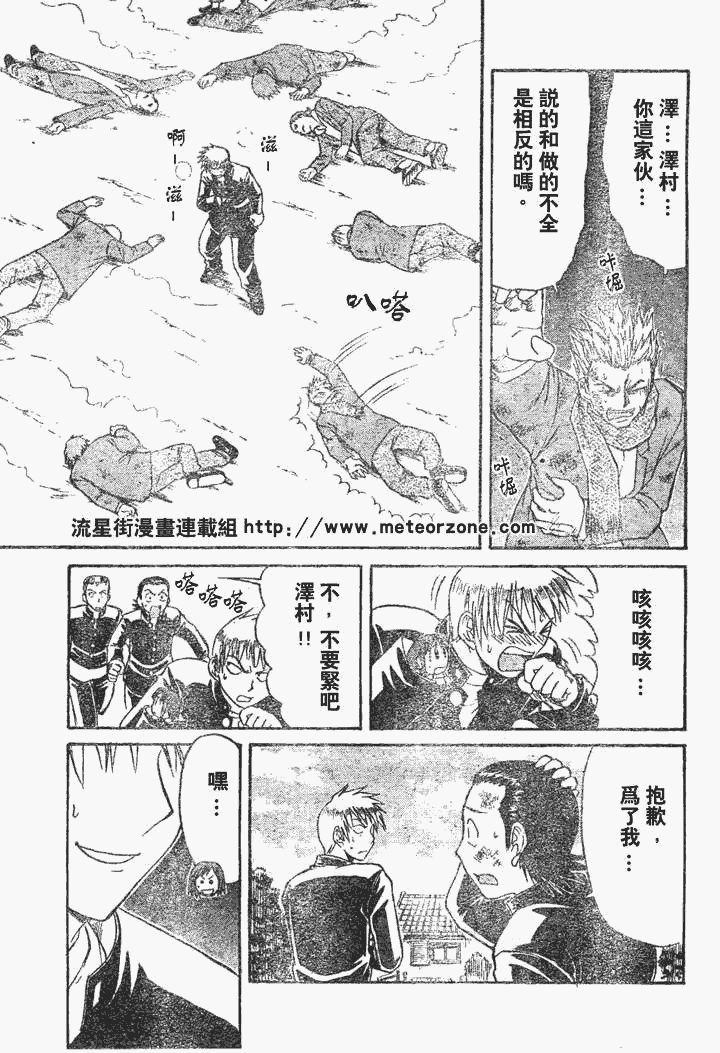 澤…澤村…
你這家伙…
說的和做的不全
是相反的嗎。
咔
堀
咔
堀
滋-
啊-
滋-
叭嗒
流星街漫畫連載組 http://www.meteorzone.com
咳咳咳咳…
不，不要緊吧
澤村!!
嗒嗒嗒
抱歉，
爲了我…
嘿…